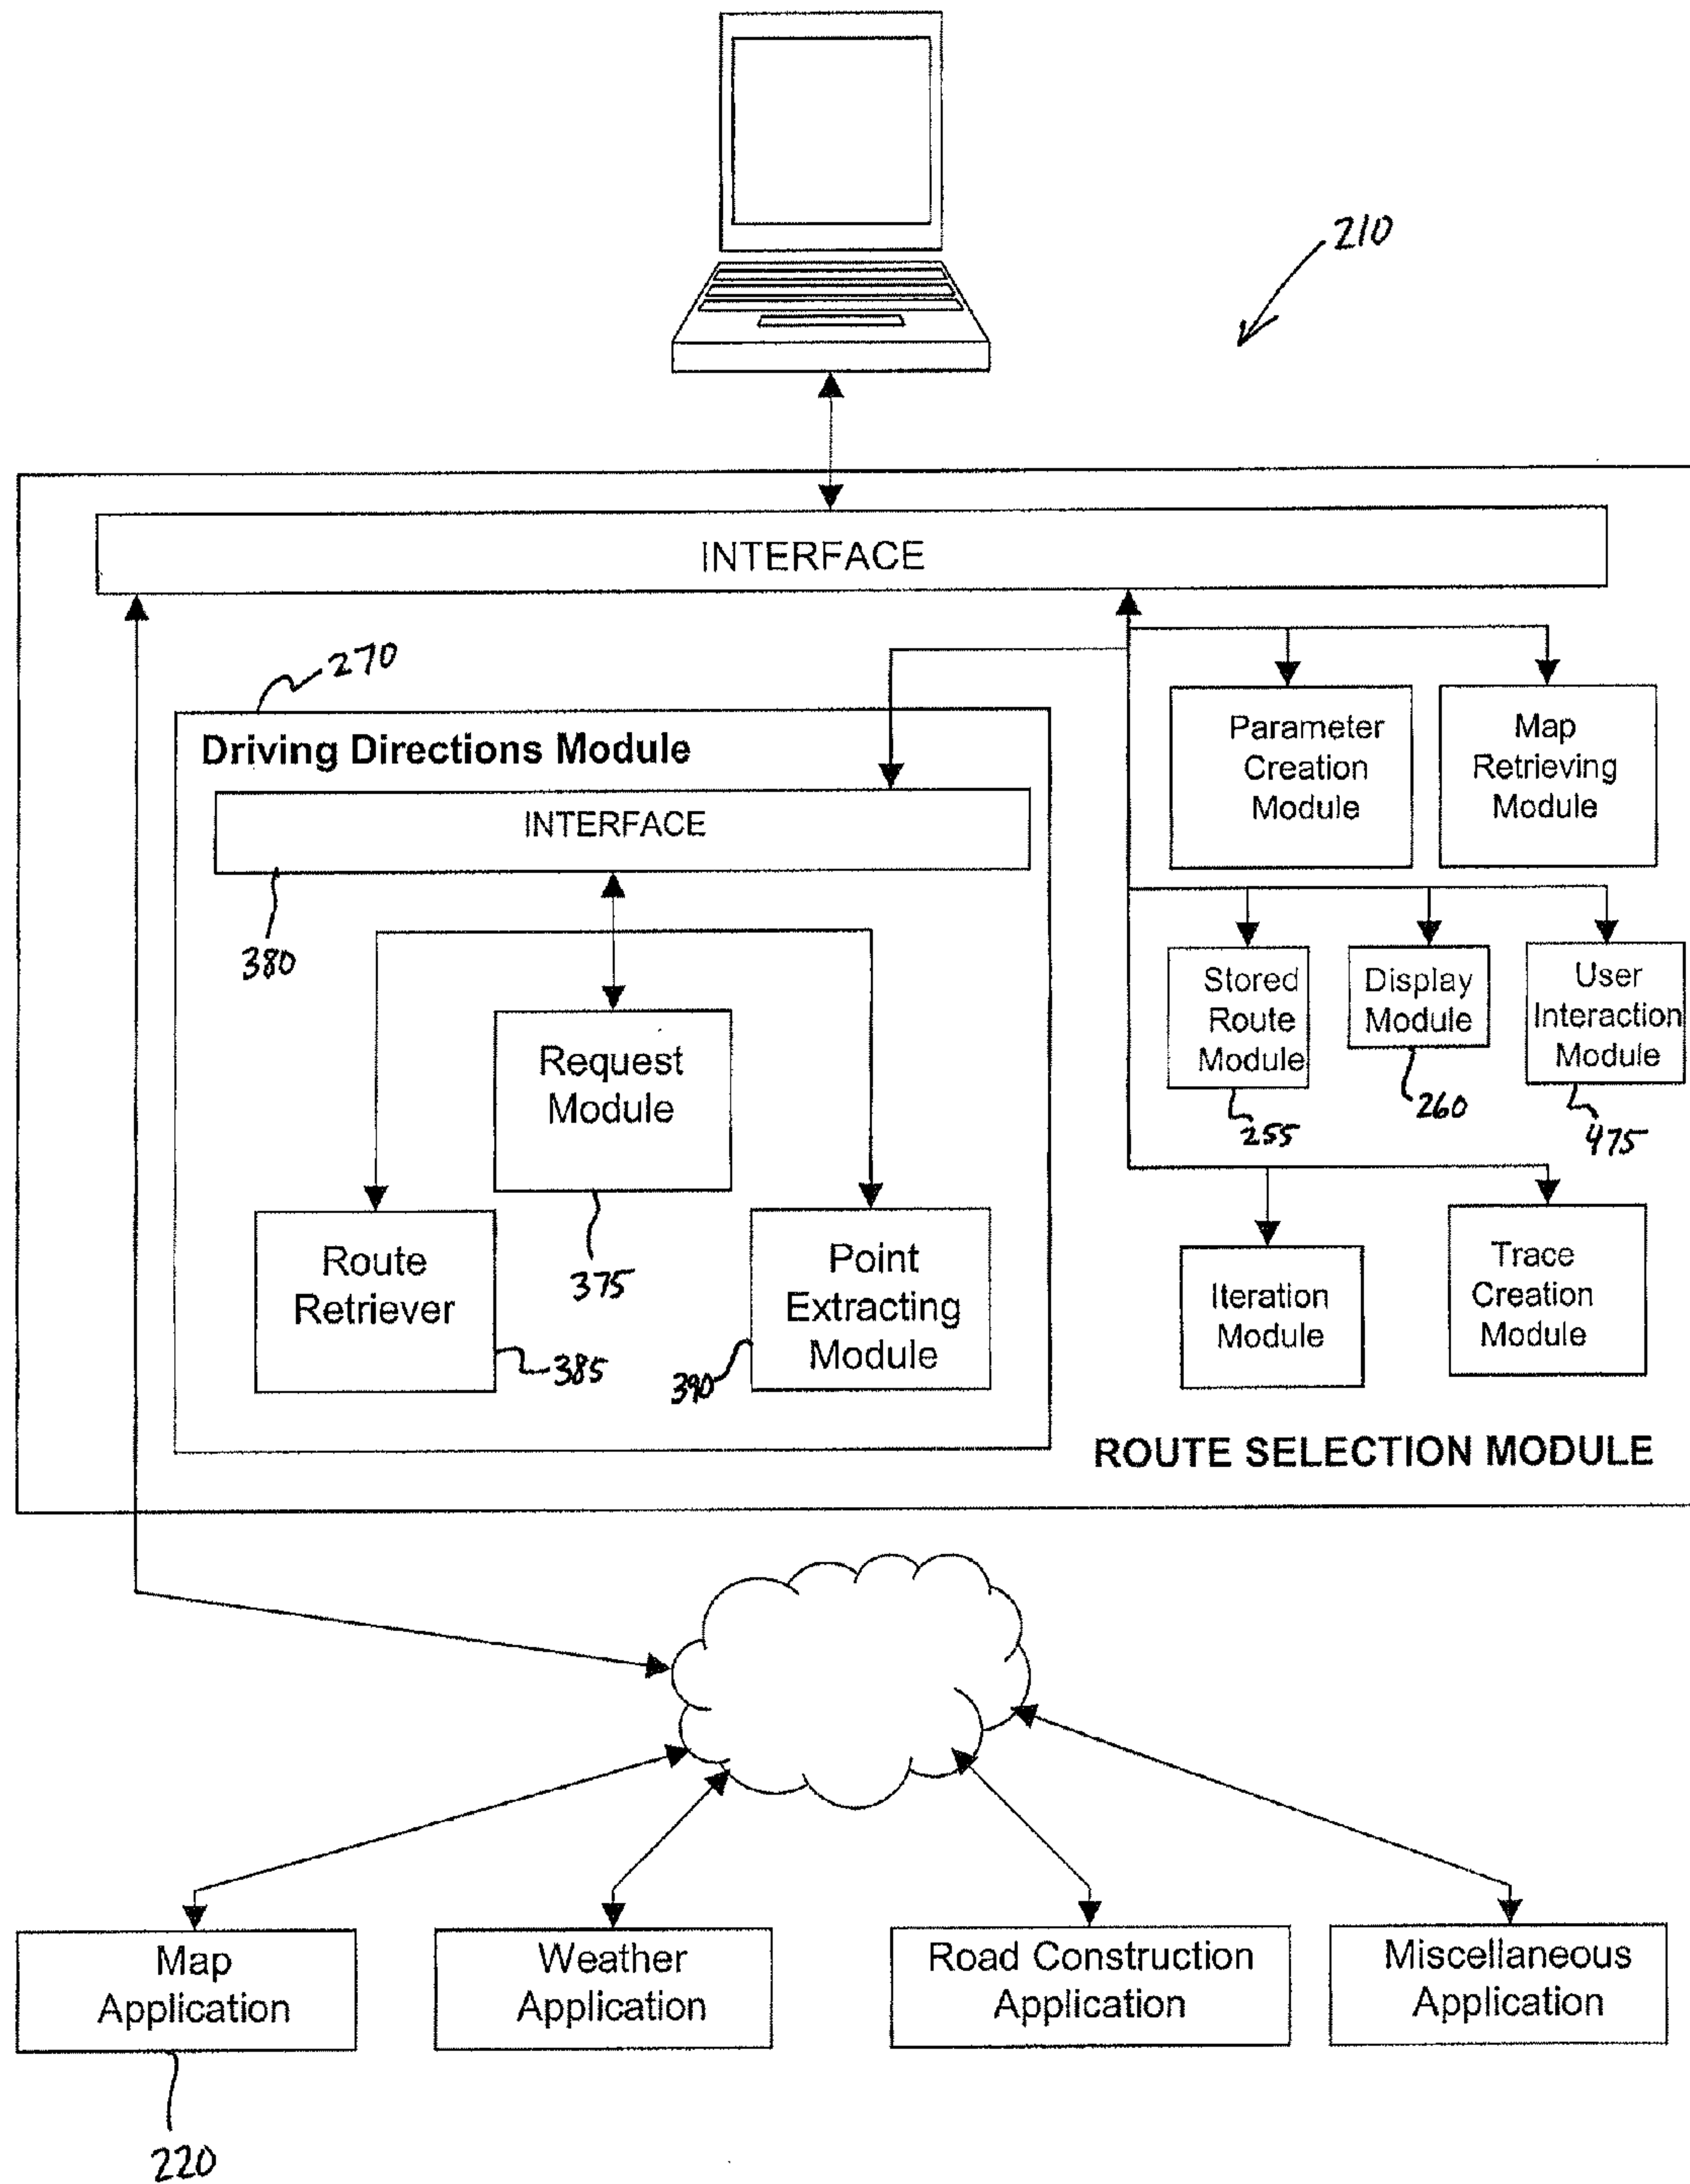 210
INTERFACE
270
Driving Directions Module
INTERFACE
380
Request
Module
375
Route
Retriever
385
Point
Extracting
Module
390
Parameter
Creation
Module
Map
Retrieving
Module
Stored
Route
Module
255
Display
Module
260
User
Interaction
Module
475
Iteration
Module
Trace
Creation
Module
ROUTE SELECTION MODULE
Map
Application
220
Weather
Application
Road Construction
Application
Miscellaneous
Application